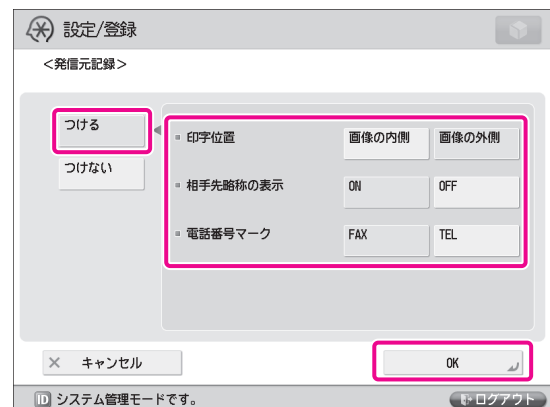 設定/登録
<発信元記録>
つける
つけない
印字位置 画像の内側 画像の外側
相手先略称の表示 ON OFF
電話番号マーク FAX TEL
× キャンセル OK
ID システム管理モードです。 ログアウト